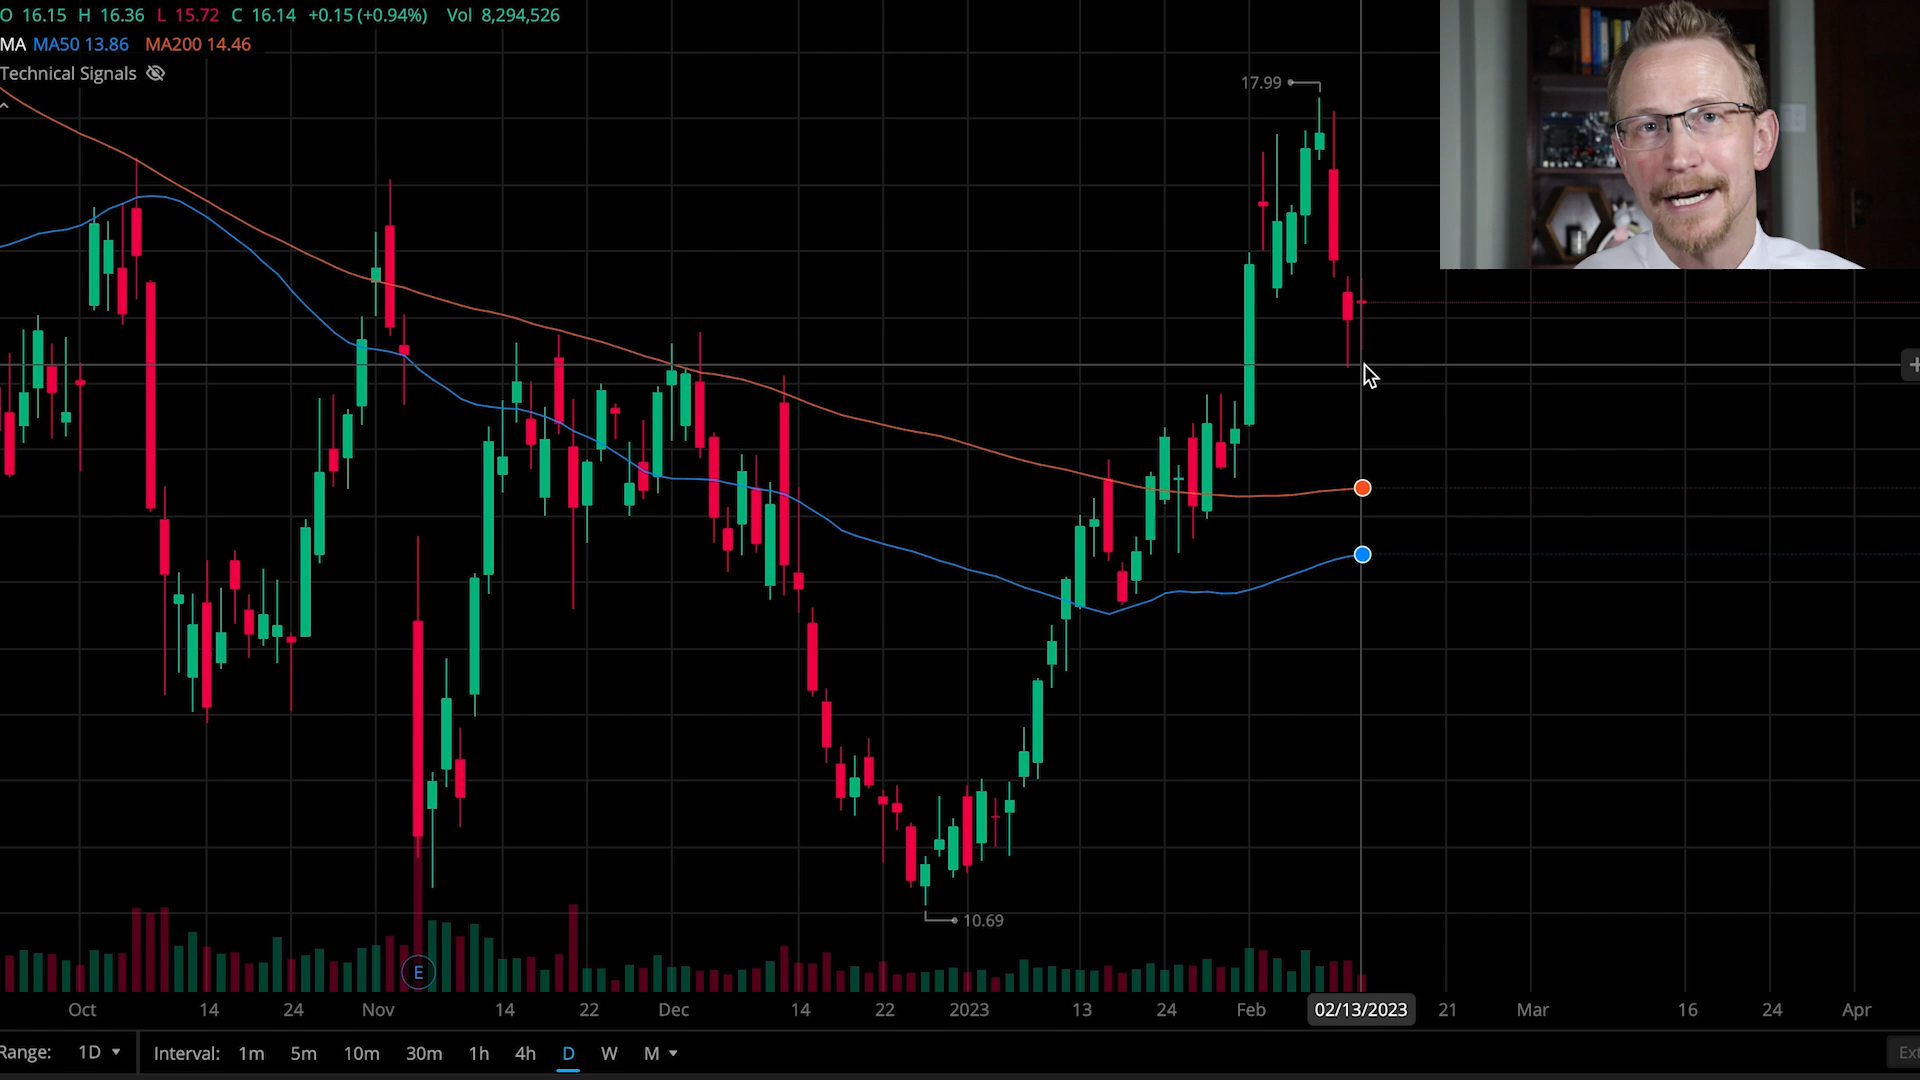 O 16.15 H 16.36 L 15.72 C 16.14 +0.15 (+0.94%) Vol 8,294,526
MA MA50 13.86 MA200 14.46
Technical Signals
17.99
10.69
E
Oct 14 24 Nov 14 22 Dec 14 22 2023 13 24 Feb 02/13/2023 21 Mar 16 24 Apr
Range: 1D Interval: 1m 5m 10m 30m 1h 4h D W M